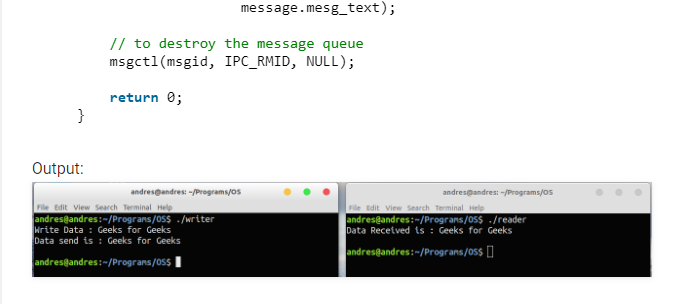 message.mesg_text);
// to destroy the message queue
msgctl(msgid, IPC_RMID, NULL);
return 0;
}
Output:
andres@andres: ~/Programs/OS
File Edit View Search Terminal Help
andres@andres:~/Programs/OS$ ./writer
Write Data : Geeks for Geeks
Data send is : Geeks for Geeks
andres@andres:~/Programs/OS$
andres@andres: ~/Programs/OS
File Edit View Search Terminal Help
andres@andres:~/Programs/OS$ ./reader
Data Received is : Geeks for Geeks
andres@andres:~/Programs/OS$